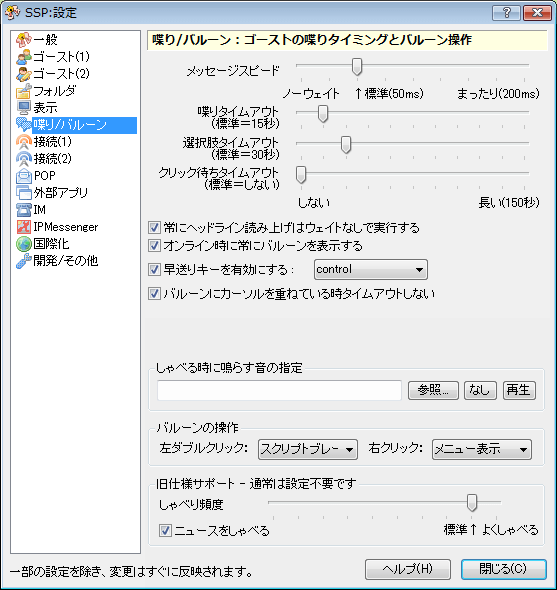 SSP:設定
一般
ゴースト(1)
ゴースト(2)
フォルダ
表示
喋り/バルーン
接続(1)
接続(2)
POP
外部アプリ
IM
IPMessenger
国際化
開発/その他
喋り/バルーン：ゴーストの喋りタイミングとバルーン操作
メッセージスピード
ノーウェイト ↑標準(50ms) まったり(200ms)
喋りタイムアウト
(標準＝15秒)
選択肢タイムアウト
(標準＝30秒)
クリック待ちタイムアウト
(標準＝しない)
しない 長い(150秒)
常にヘッドライン読み上げはウェイトなしで実行する
オンライン時に常にバルーンを表示する
早送りキーを有効にする： control
バルーンにカーソルを重ねている時タイムアウトしない
しゃべる時に鳴らす音の指定
参照... なし 再生
バルーンの操作
左ダブルクリック： スクリプトブレー 右クリック： メニュー表示
旧仕様サポート - 通常は設定不要です
しゃべり頻度
標準↑ よくしゃべる
ニュースをしゃべる
一部の設定を除き、変更はすぐに反映されます。
ヘルプ(H) 閉じる(C)